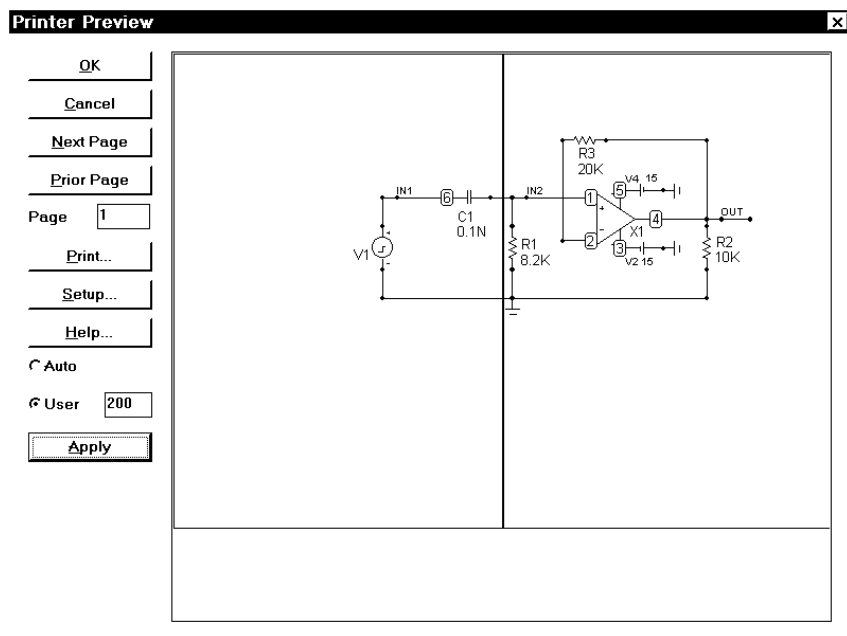 Printer Preview
OK
Cancel
Next Page
Prior Page
Page 1
Print...
Setup...
Help...
Auto
User 200
Apply
R3
20K
V4 15
5
IN1
6
IN2
1
C1
0.1N
+
4
OUT
X1
V1
+
-
R1
8.2K
-
2
3
V2 15
R2
10K